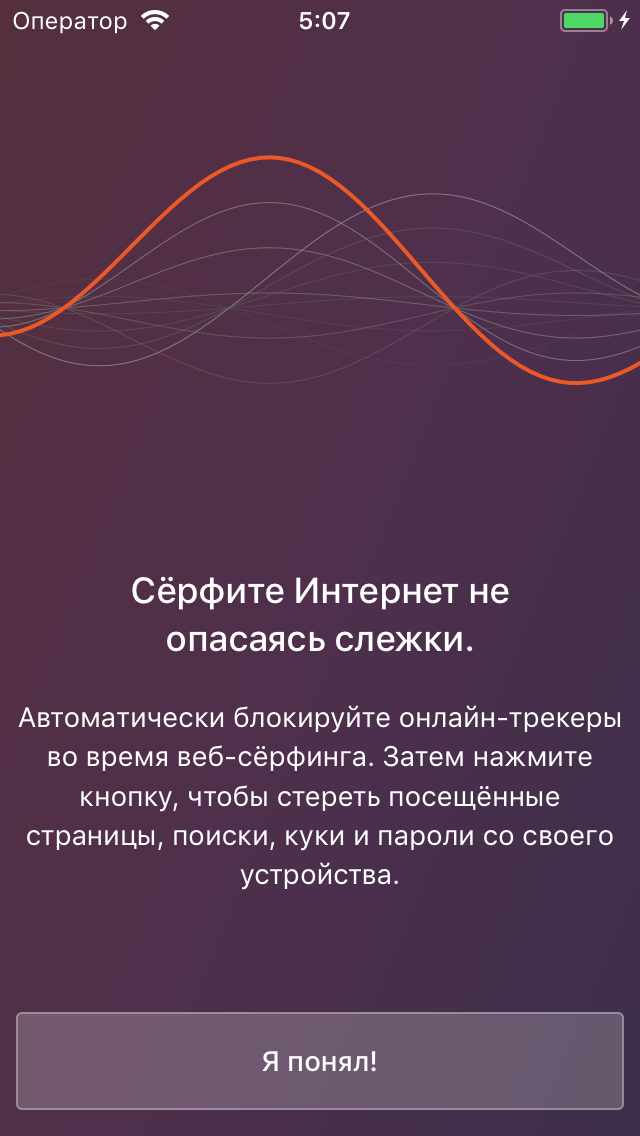 Оператор 5:07
Сёрфите Интернет не
опасаясь слежки.
Автоматически блокируйте онлайн-трекеры
во время веб-сёрфинга. Затем нажмите
кнопку, чтобы стереть посещённые
страницы, поиски, куки и пароли со своего
устройства.
Я понял!